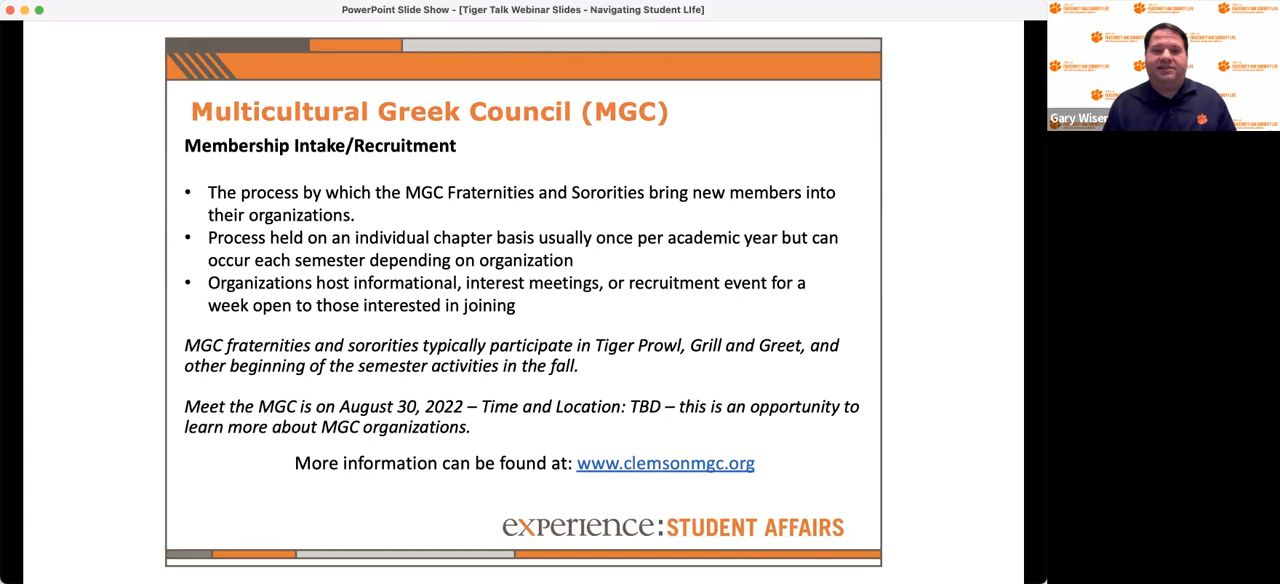 PowerPoint Slide Show - [Tiger Talk Webinar Slides - Navigating Student LIfe]
Multicultural Greek Council (MGC)
Membership Intake/Recruitment
• The process by which the MGC Fraternities and Sororities bring new members into
their organizations.
• Process held on an individual chapter basis usually once per academic year but can
occur each semester depending on organization
• Organizations host informational, interest meetings, or recruitment event for a
week open to those interested in joining
MGC fraternities and sororities typically participate in Tiger Prowl, Grill and Greet, and
other beginning of the semester activities in the fall.
Meet the MGC is on August 30, 2022 – Time and Location: TBD – this is an opportunity to
learn more about MGC organizations.
More information can be found at: www.clemsonmgc.org
experience:STUDENT AFFAIRS
Gary Wiser